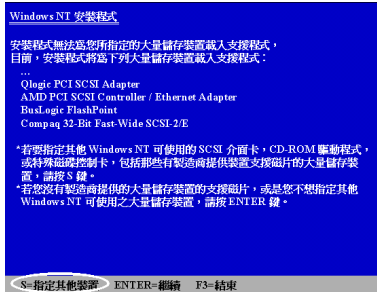 Windows NT 安裝程式
安裝程式無法為您所指定的大量儲存裝置載入支援程式，
目前，安裝程式將為下列大量儲存裝置載入支援程式：
...
Qlogic PCI SCSI Adapter
AMD PCI SCSI Controller / Ethernet Adapter
BusLogic FlashPoint
Compaq 32-Bit Fast-Wide SCSI-2/E
*若要指定其他 Windows NT 可使用的 SCSI 介面卡，CD-ROM 驅動程式，
或特殊磁碟控制卡，包括那些有製造商提供裝置支援磁片的大量儲存裝
置，請按 S 鍵。
*若您沒有製造商提供的大量儲存裝置的支援磁片，或是您不想指定其他
Windows NT 可使用之大量儲存裝置，請按 ENTER 鍵。
S=指定其他裝置 ENTER=繼續 F3=結束